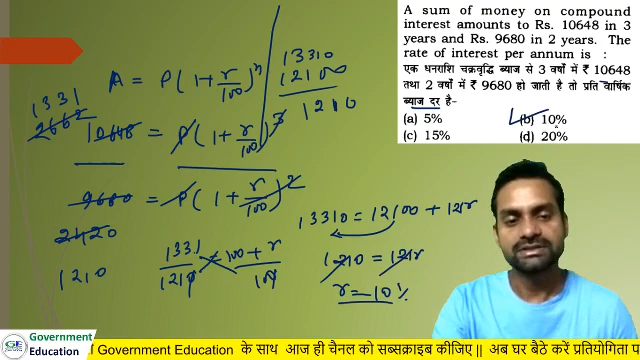 A sum of money on compound
interest amounts to Rs. 10648 in 3
years and Rs. 9680 in 2 years. The
rate of interest per annum is :
एक धनराशि चक्रवृद्धि ब्याज से 3 वर्षों में ₹ 10648
तथा 2 वर्षों में ₹ 9680 हो जाती है तो प्रति वार्षिक
ब्याज दर है-
(a) 5%
(b) 10%
(c) 15%
(d) 20%
A = P(1 + r/100)^n
13310
12100
1210
1331
2662
10648 = P(1 + r/100)^3
9680 = P(1 + r/100)^2
2420
1210
1331/1210 = 100 + r/100
13310 = 12100 + 121r
1210 = 121r
r = 10%
Government
Education
Government Education के साथ आज ही चैनल को सब्सक्राइब कीजिए || अब घर बैठे करें प्रतियोगिता